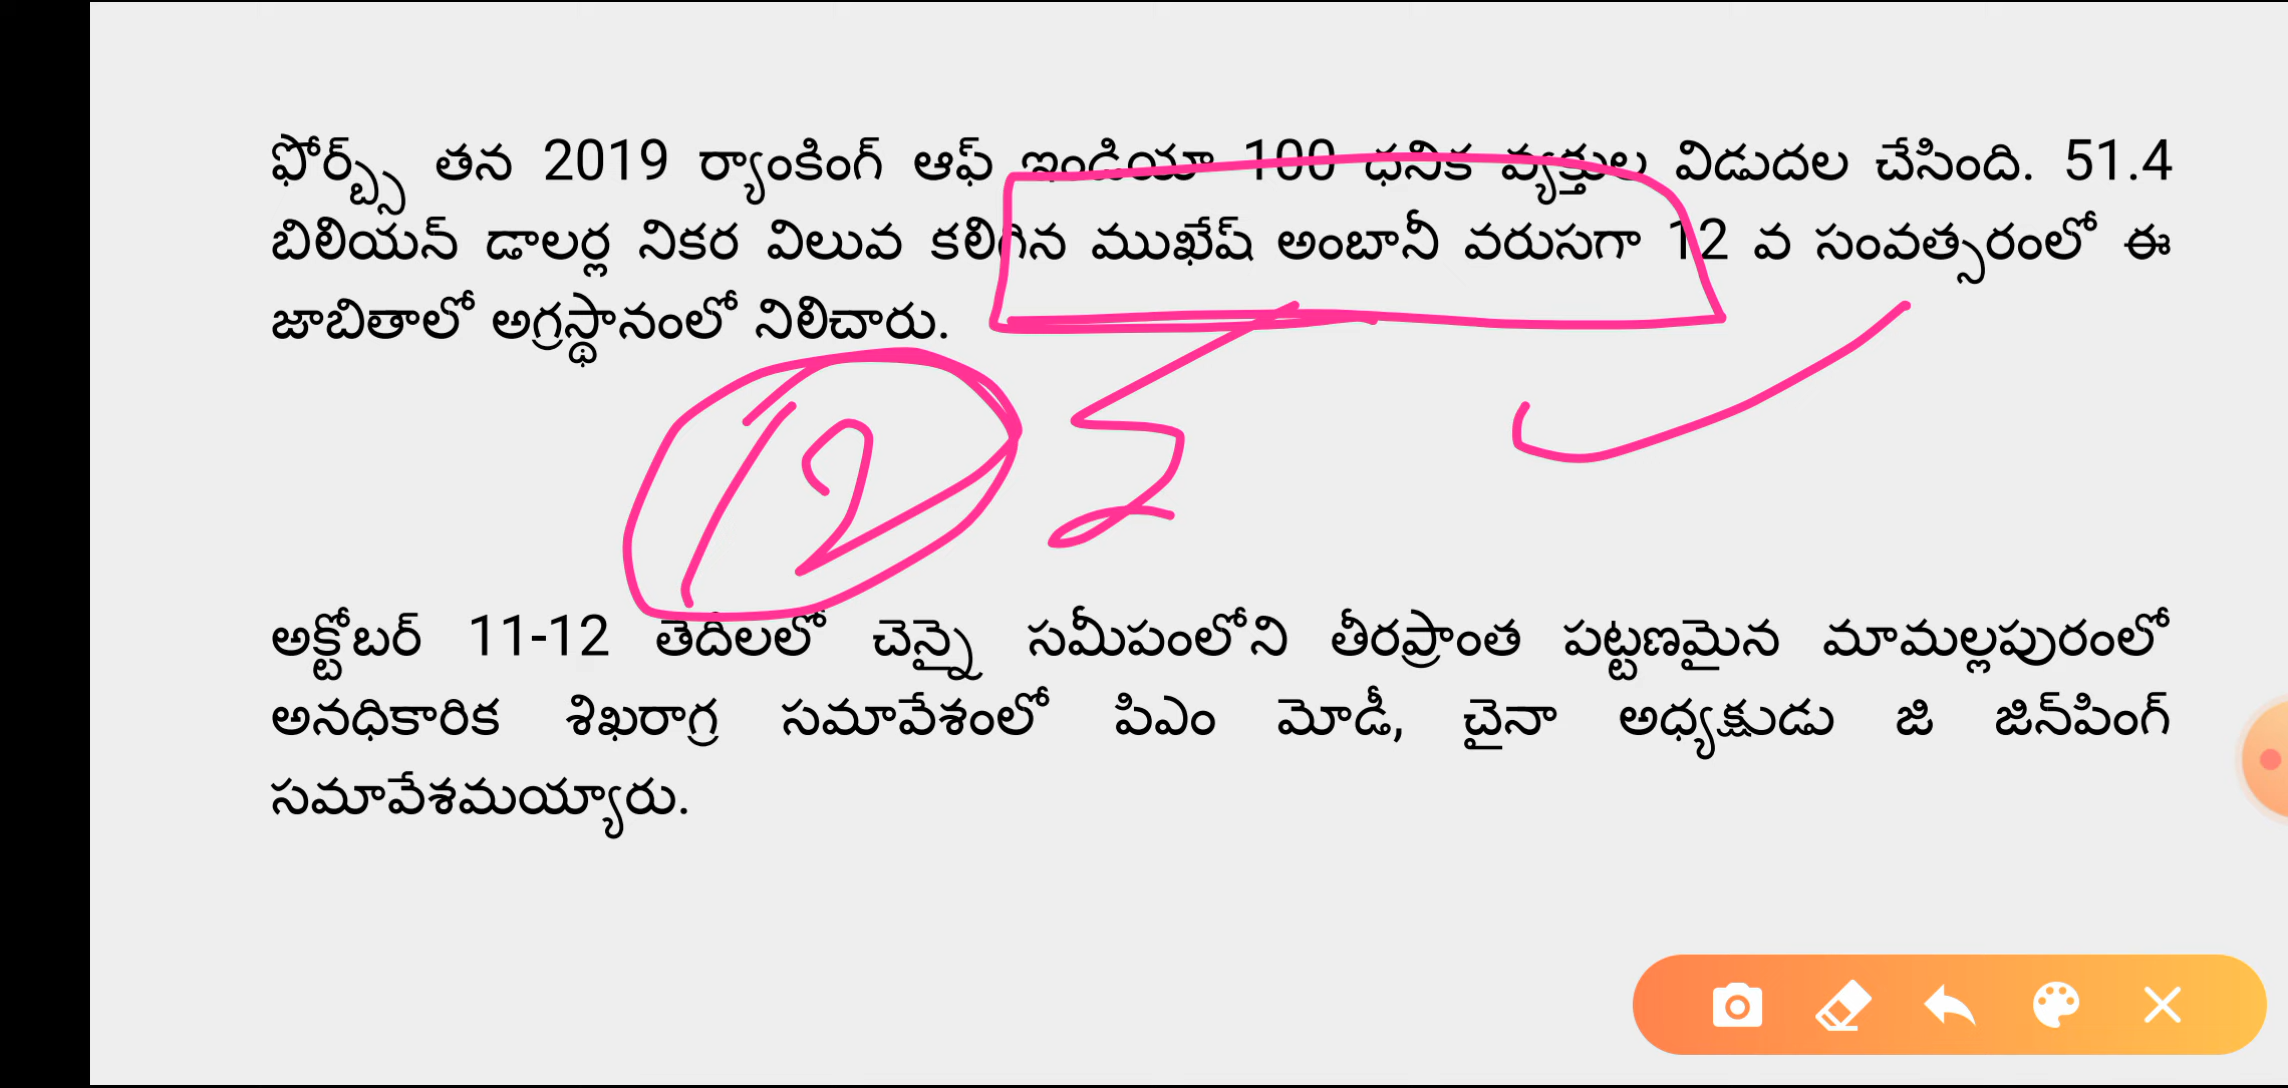 ఫోర్బ్స్ తన 2019 ర్యాంకింగ్ ఆఫ్ ఇండియా 100 ధనిక వ్యక్తుల విడుదల చేసింది. 51.4
బిలియన్ డాలర్ల నికర విలువ కలిగిన ముఖేష్ అంబానీ వరుసగా 12 వ సంవత్సరంలో ఈ
జాబితాలో అగ్రస్థానంలో నిలిచారు.
12
అక్టోబర్ 11-12 తేదీలలో చెన్నై సమీపంలోని తీరప్రాంత పట్టణమైన మామల్లపురంలో
అనధికారిక శిఖరాగ్ర సమావేశంలో పిఎం మోడీ, చైనా అధ్యక్షుడు జి జిన్‌పింగ్
సమావేశమయ్యారు.